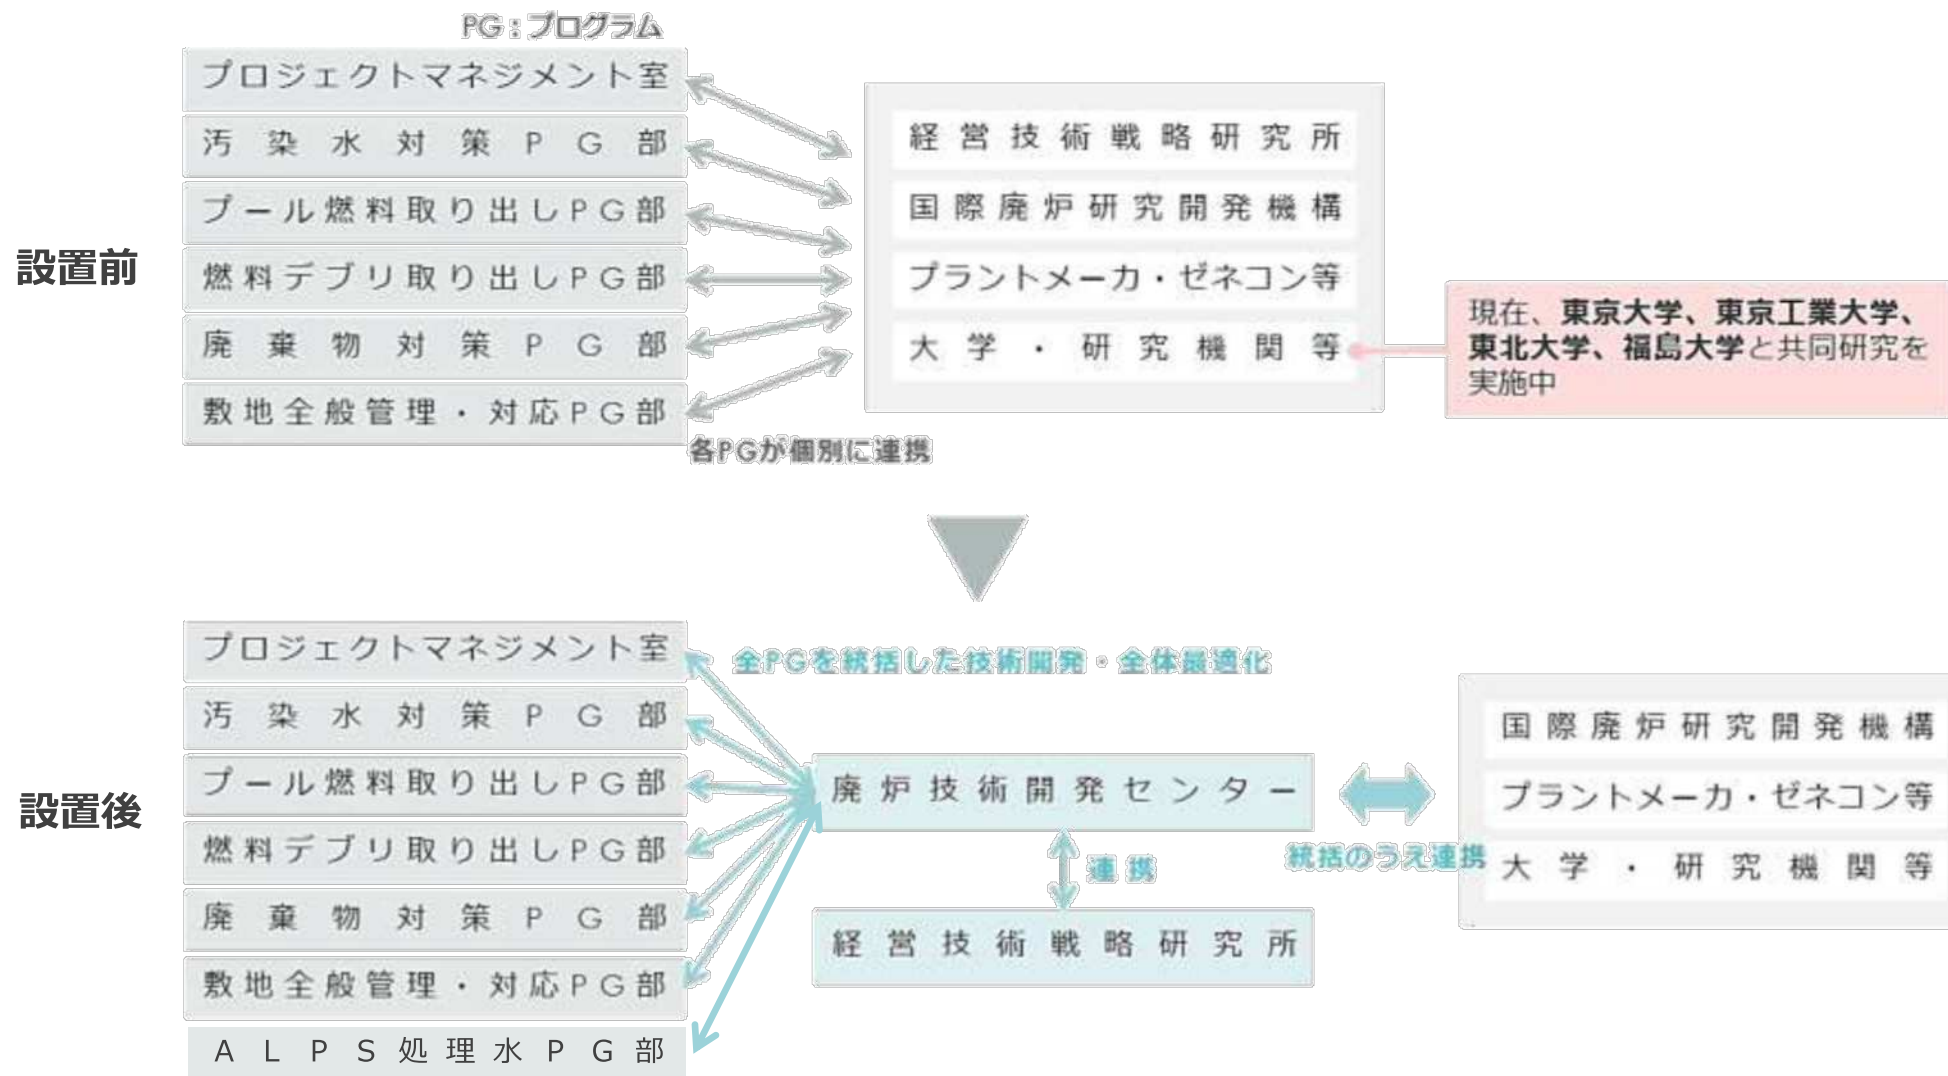 PG：プログラム
設置前
プロジェクトマネジメント室
汚染水対策PG部
プール燃料取り出しPG部
燃料デブリ取り出しPG部
廃棄物対策PG部
敷地全般管理・対応PG部
各PGが個別に連携
経営技術戦略研究所
国際廃炉研究開発機構
プラントメーカ・ゼネコン等
大学・研究機関等
現在、東京大学、東京工業大学、
東北大学、福島大学と共同研究を
実施中
設置後
プロジェクトマネジメント室
汚染水対策PG部
プール燃料取り出しPG部
燃料デブリ取り出しPG部
廃棄物対策PG部
敷地全般管理・対応PG部
ALPS処理水PG部
全PGを統括した技術開発・全体最適化
廃炉技術開発センター
連携
経営技術戦略研究所
統括のうえ連携
国際廃炉研究開発機構
プラントメーカ・ゼネコン等
大学・研究機関等